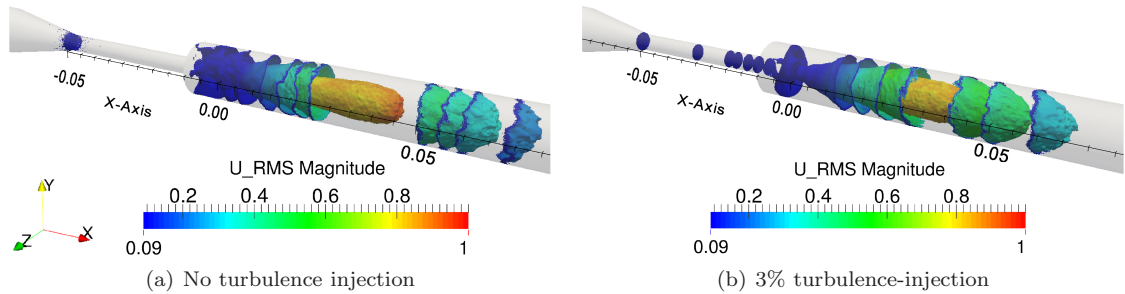 -0.05
X-Axis
0.00
0.05
U_RMS Magnitude
0.2 0.4 0.6 0.8
0.09 1
Y
X
Z
(a) No turbulence injection
-0.05
X-Axis
0.00
0.05
U_RMS Magnitude
0.2 0.4 0.6 0.8
0.09 1
(b) 3% turbulence-injection